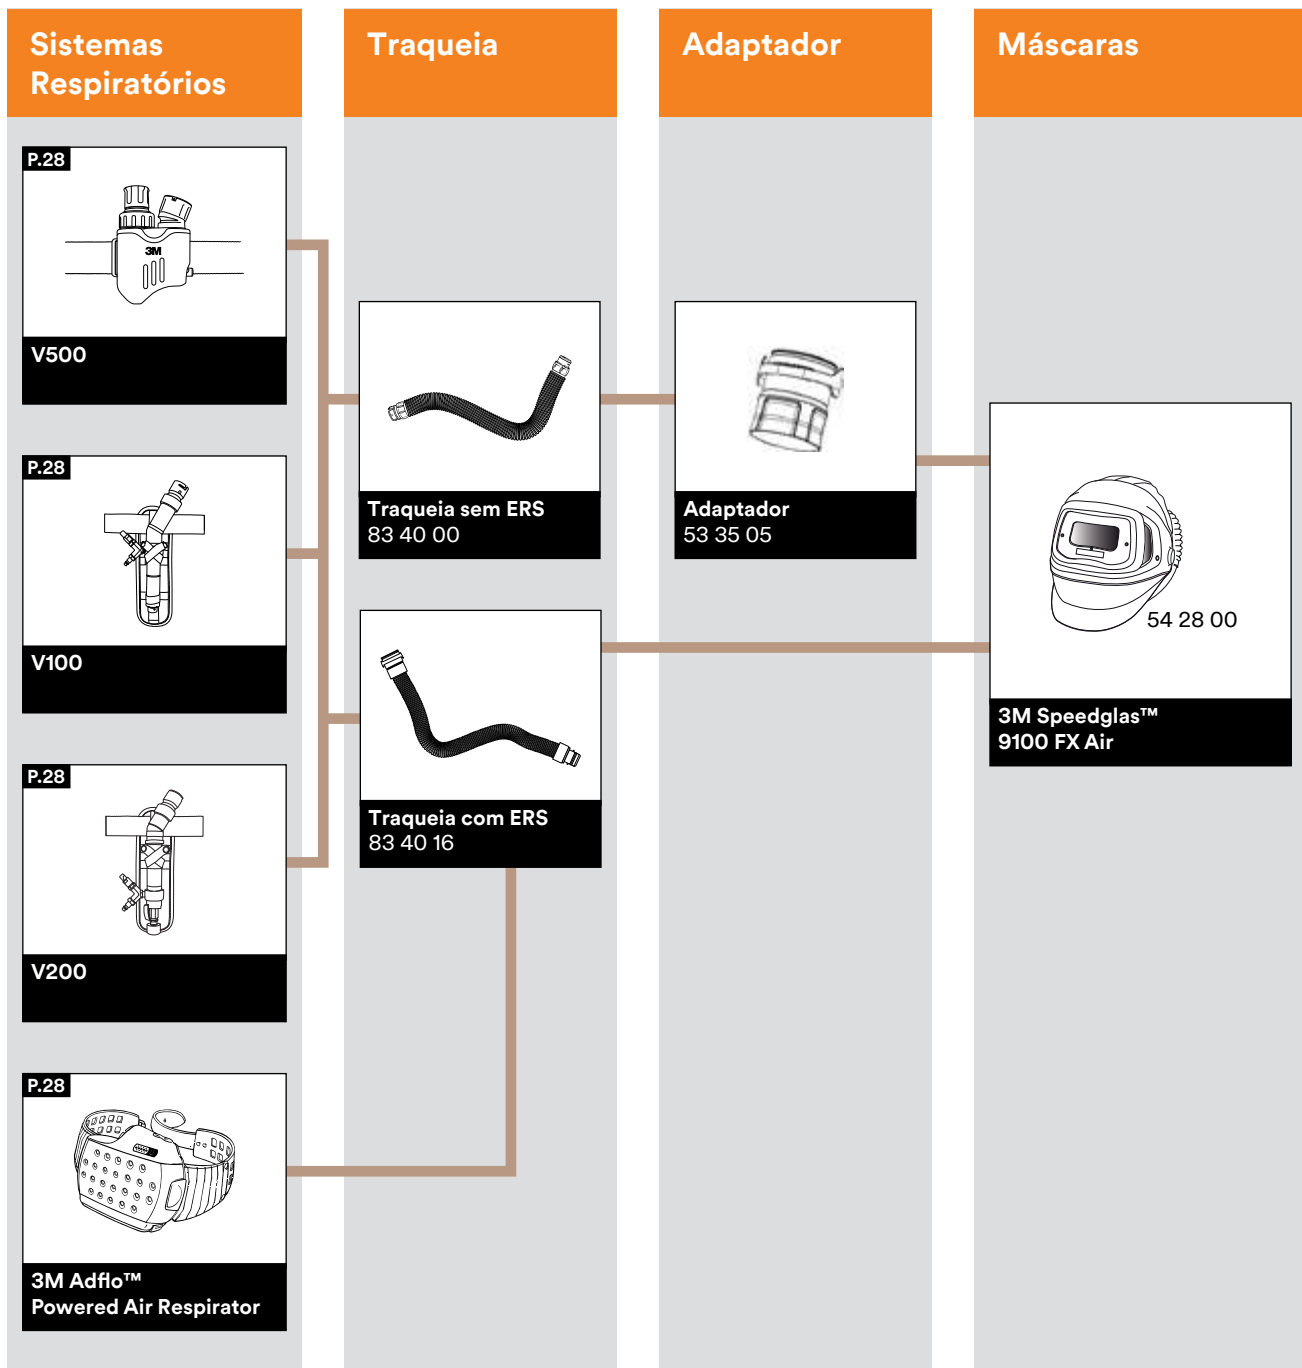 Sistemas
Respiratórios
Traqueia
Adaptador
Máscaras
P.28
3M
V500
P.28
V100
P.28
V200
P.28
3M Adflo™
Powered Air Respirator
Traqueia sem ERS
83 40 00
Traqueia com ERS
83 40 16
Adaptador
53 35 05
54 28 00
3M Speedglas™
9100 FX Air